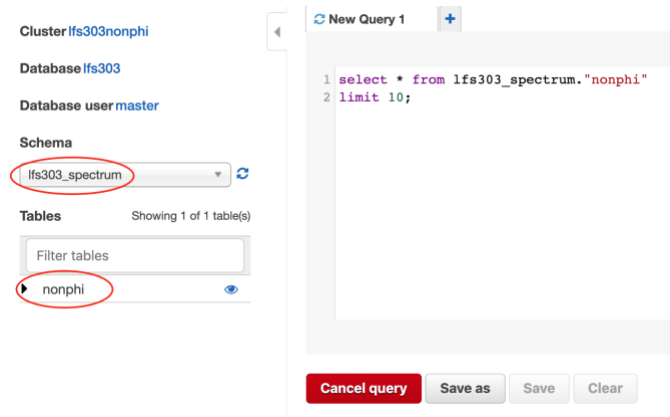 Cluster lfs303nonphi
Database lfs303
Database user master
Schema
lfs303_spectrum
Tables Showing 1 of 1 table(s)
Filter tables
nonphi
New Query 1 +
1 select * from lfs303_spectrum."nonphi"
2 limit 10;
Cancel query Save as Save Clear